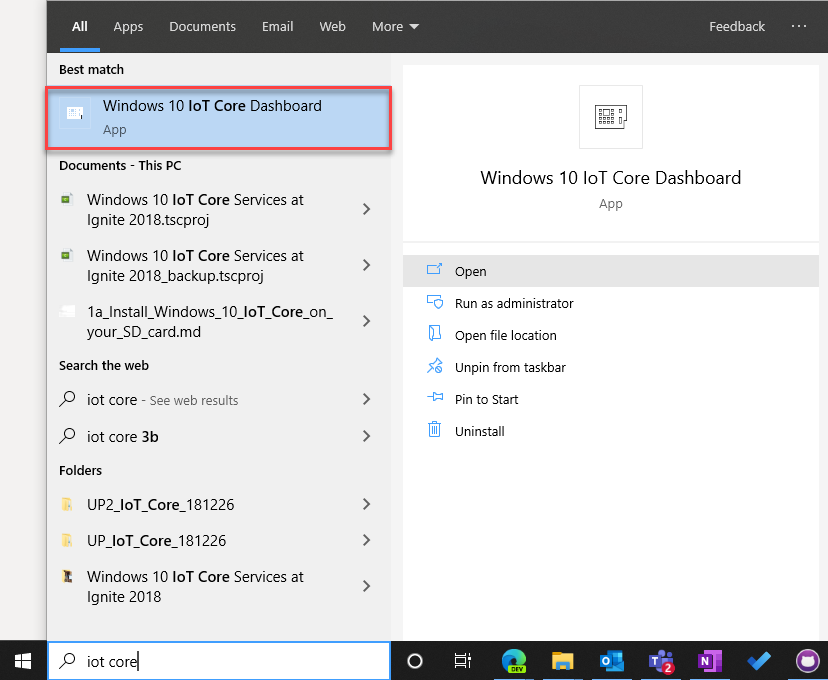 All Apps Documents Email Web More Feedback ...
Best match
Windows 10 IoT Core Dashboard
App
Documents - This PC
Windows 10 IoT Core Services at
Ignite 2018.tscproj
Windows 10 IoT Core Services at
Ignite 2018_backup.tscproj
1a_Install_Windows_10_IoT_Core_on_
your_SD_card.md
Search the web
iot core - See web results
iot core 3b
Folders
UP2_IoT_Core_181226
UP_IoT_Core_181226
Windows 10 IoT Core Services at
Ignite 2018
Windows 10 IoT Core Dashboard
App
Open
Run as administrator
Open file location
Unpin from taskbar
Pin to Start
Uninstall
iot core
DEV
O
T
2
N